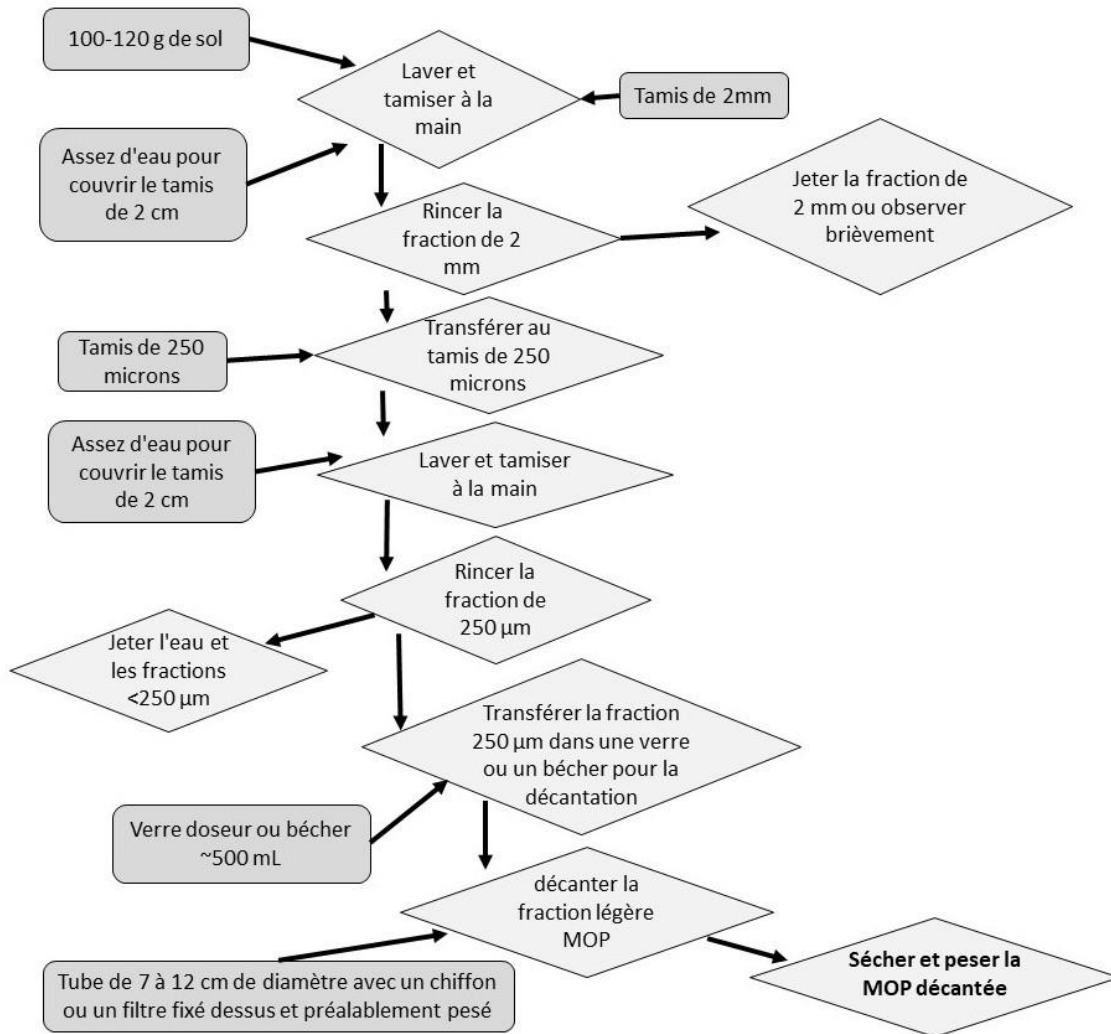 100-120 g de sol
Laver et
tamiser à la
main
Tamis de 2mm
Assez d'eau pour
couvrir le tamis
de 2 cm
Rincer la
fraction de 2
mm
Jeter la fraction de
2 mm ou observer
brièvement
Tamis de 250
microns
Transférer au
tamis de 250
microns
Assez d'eau pour
couvrir le tamis
de 2 cm
Laver et tamiser
à la main
Rincer la
fraction de
250 µm
Jeter l'eau et
les fractions
<250 µm
Transférer la fraction
250 µm dans une verre
ou un bécher pour la
décantation
Verre doseur ou bécher
~500 mL
décanter la
fraction légère
MOP
Tube de 7 à 12 cm de diamètre avec un chiffon
ou un filtre fixé dessus et préalablement pesé
Sécher et peser la
MOP décantée